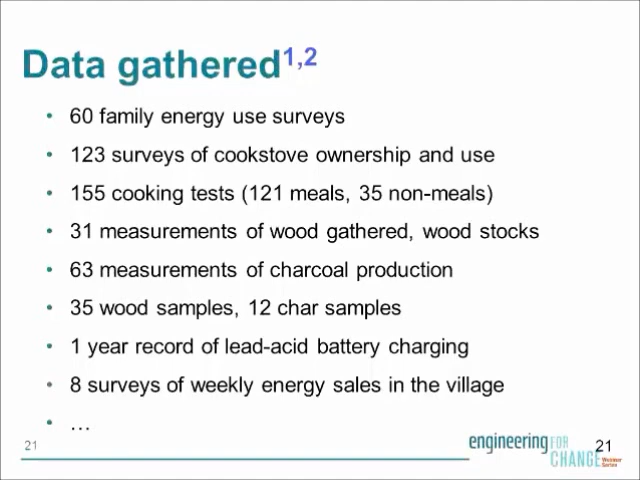 Data gathered1,2
• 60 family energy use surveys
• 123 surveys of cookstove ownership and use
• 155 cooking tests (121 meals, 35 non-meals)
• 31 measurements of wood gathered, wood stocks
• 63 measurements of charcoal production
• 35 wood samples, 12 char samples
• 1 year record of lead-acid battery charging
• 8 surveys of weekly energy sales in the village
• …
21
engineering FOR CHANGE Webinar Series
21